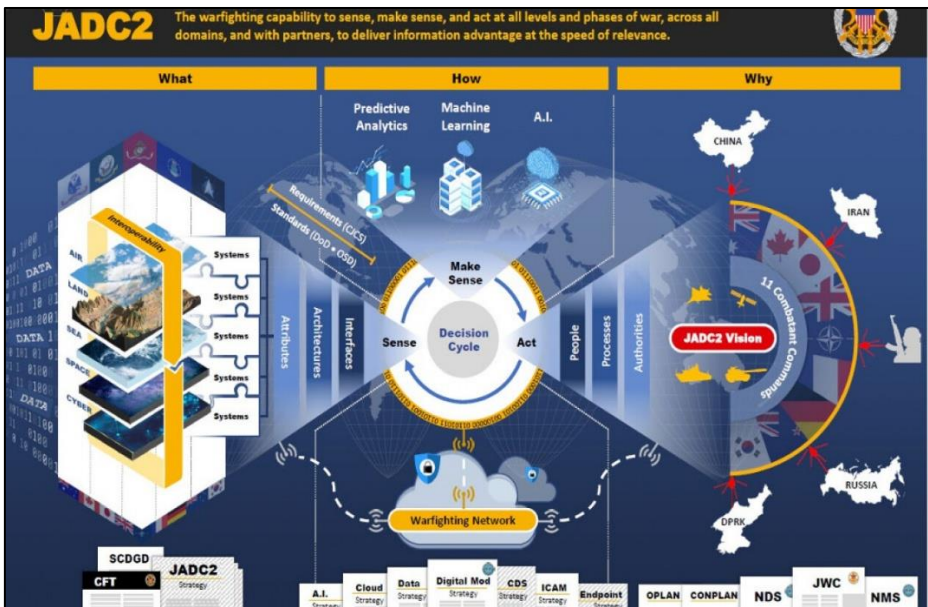 JADC2
The warfighting capability to sense, make sense, and act at all levels and phases of war, across all
domains, and with partners, to deliver information advantage at the speed of relevance.
What
How
Why
Predictive
Analytics
Machine
Learning
A.I.
Requirements (CJCS)
Standards (DoD • OSD)
Interoperability
AIR
LAND
SEA
SPACE
CYBER
DATA
DATA 1
DATA
Systems
Systems
Systems
Systems
Systems
Attributes
Architectures
Interfaces
Make
Sense
Sense
Decision
Cycle
Act
People
Processes
Authorities
JADC2 Vision
11 Combatant Commands
CHINA
IRAN
RUSSIA
DPRK
Warfighting Network
SCDGD
CFT
JADC2
Strategy
A.I.
Strategy
Cloud
Strategy
Data
Strategy
Digital Mod
Strategy
CDS
Strategy
ICAM
Strategy
Endpoint
Strategy
OPLAN
CONPLAN
NDS
JWC
NMS